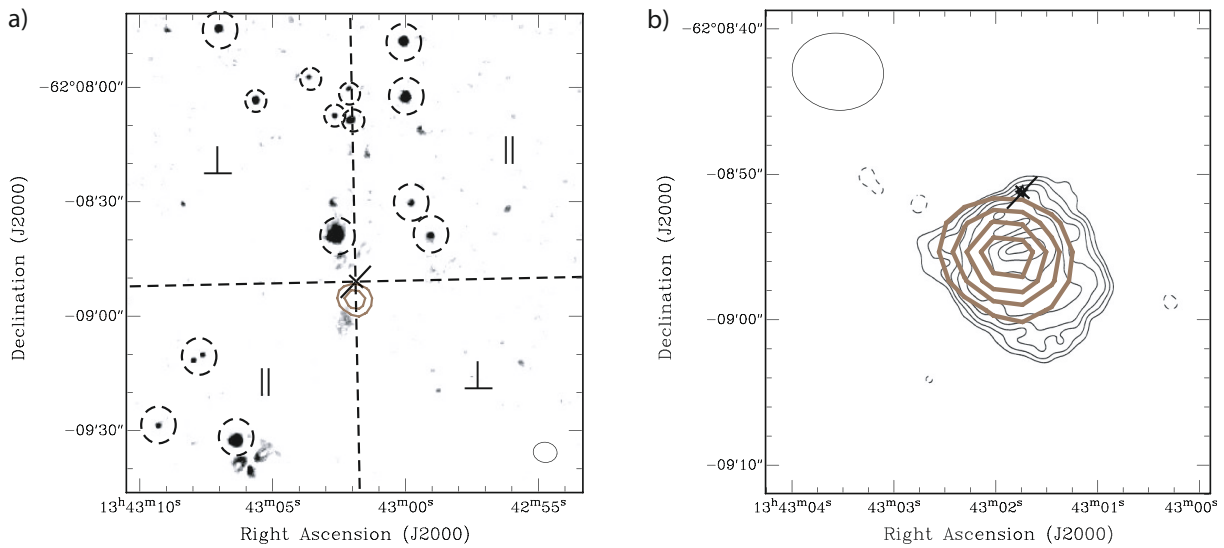 a)
−62°08′00″
−08′30″
−09′00″
−09′30″
Declination (J2000)
⊥
||
||
⊥
13ʰ43ᵐ10ˢ
43ᵐ05ˢ
43ᵐ00ˢ
42ᵐ55ˢ
Right Ascension (J2000)
b)
−62°08′40″
−08′50″
−09′00″
−09′10″
Declination (J2000)
13ʰ43ᵐ04ˢ
43ᵐ03ˢ
43ᵐ02ˢ
43ᵐ01ˢ
43ᵐ00ˢ
Right Ascension (J2000)